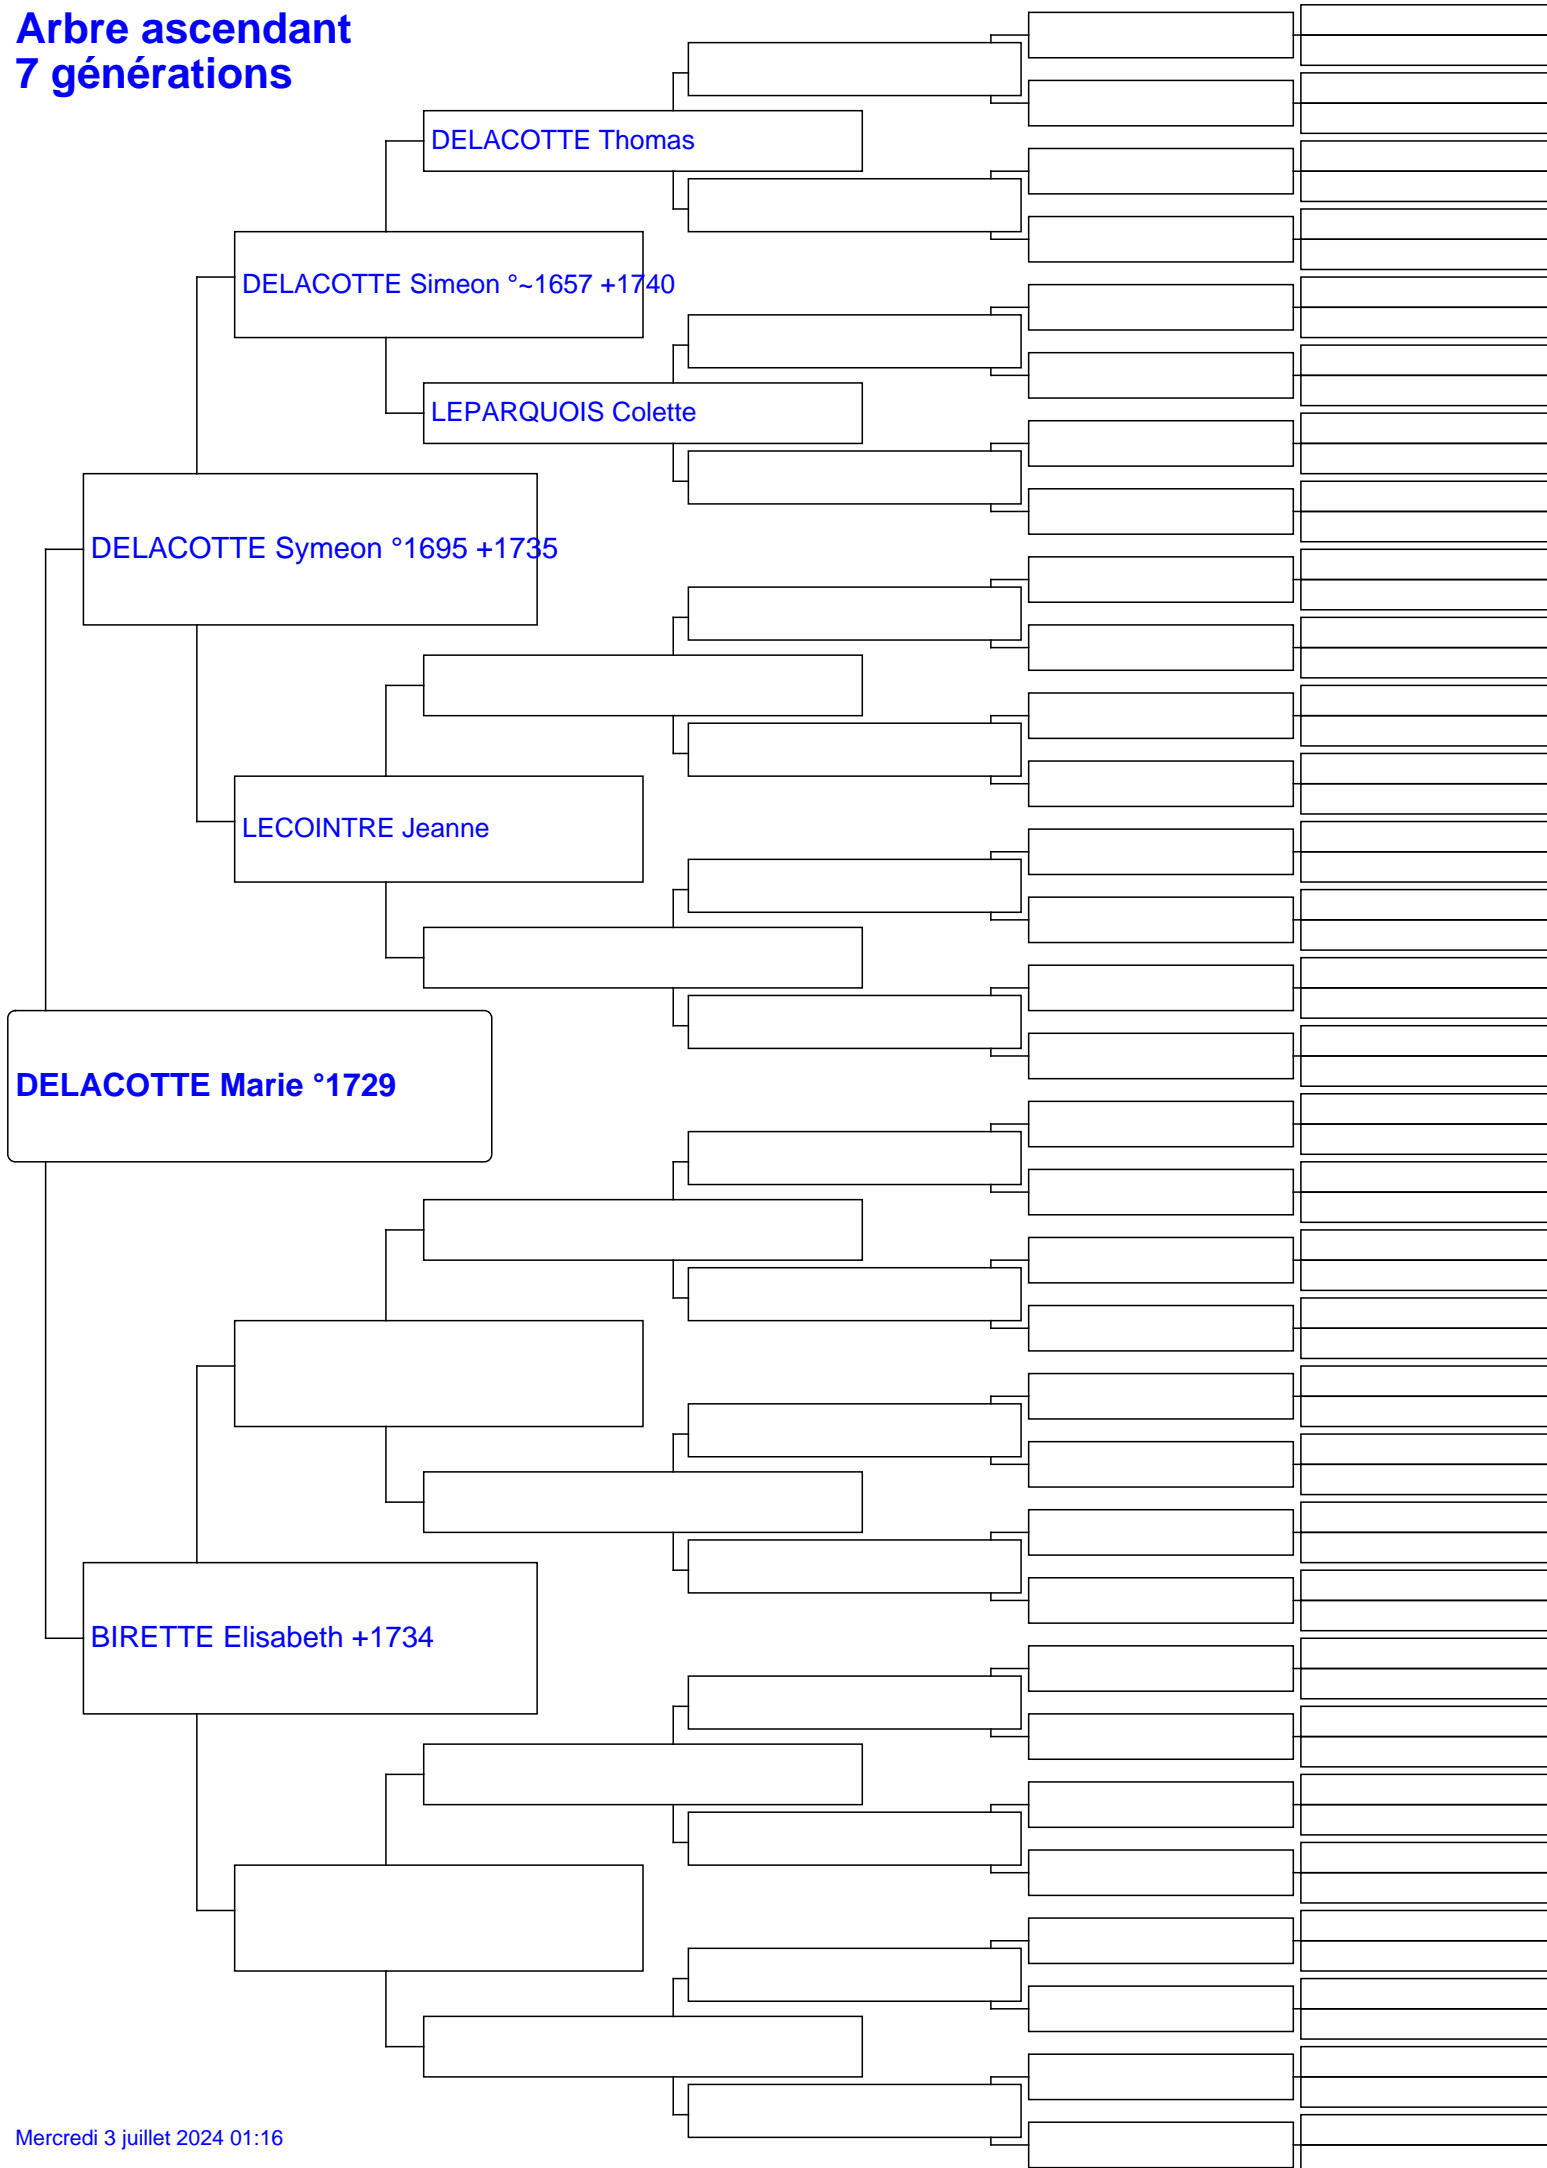 Arbre ascendant
7 générations
DELACOTTE Thomas
DELACOTTE Simeon °~1657 +1740
LEPARQUOIS Colette
DELACOTTE Symeon °1695 +1735
LECOINTRE Jeanne
DELACOTTE Marie °1729
BIRETTE Elisabeth +1734
Mercredi 3 juillet 2024 01:16